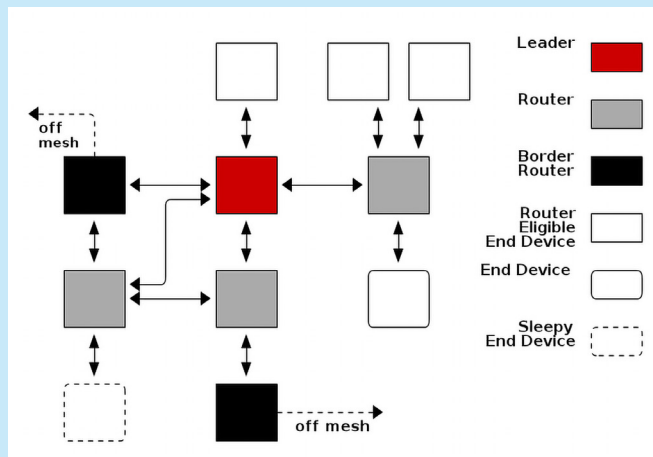 Leader
Router
Border
Router
Router
Eligible
End Device
End Device
Sleepy
End Device
off
mesh
off mesh